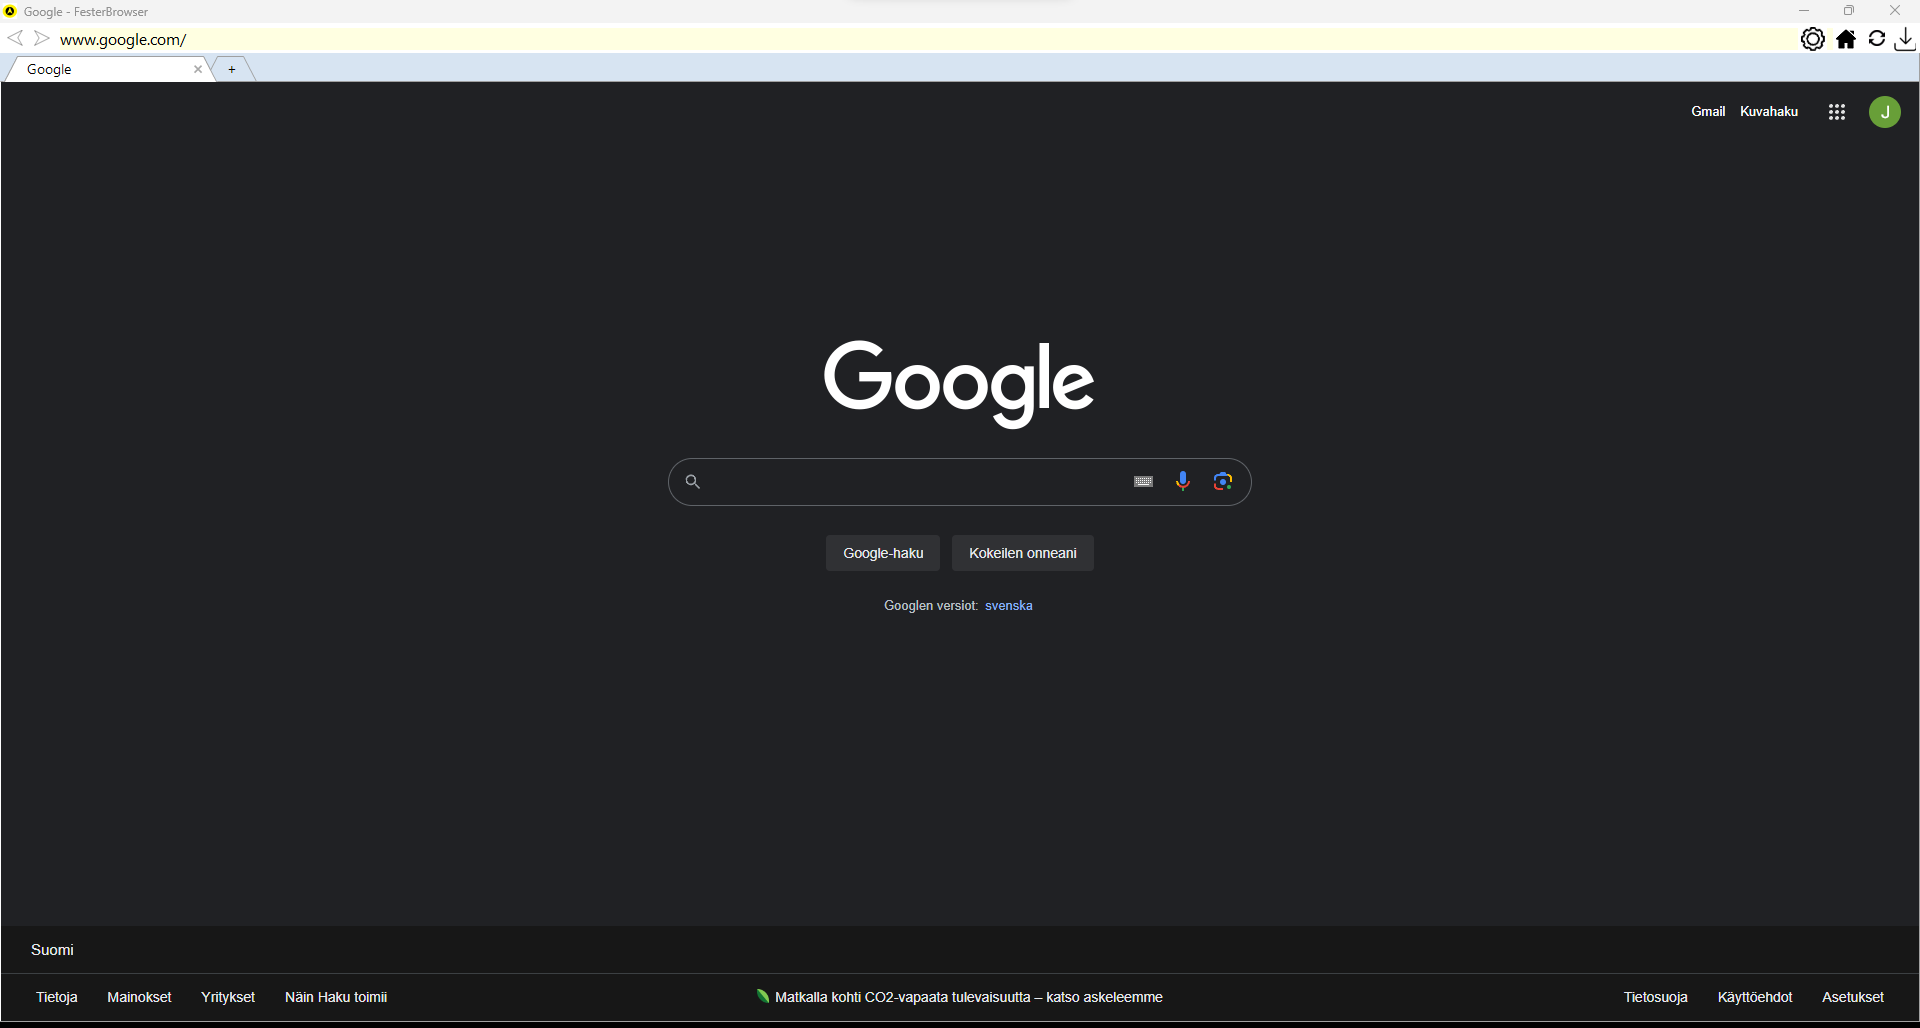 Google - FesterBrowser
www.google.com/
Google
+
Gmail Kuvahaku
J
Google
Google-haku Kokeilen onneani
Googlen versiot: svenska
Suomi
Tietoja Mainokset Yritykset Näin Haku toimii Matkalla kohti CO2-vapaata tulevaisuutta – katso askeleemme Tietosuoja Käyttöehdot Asetukset